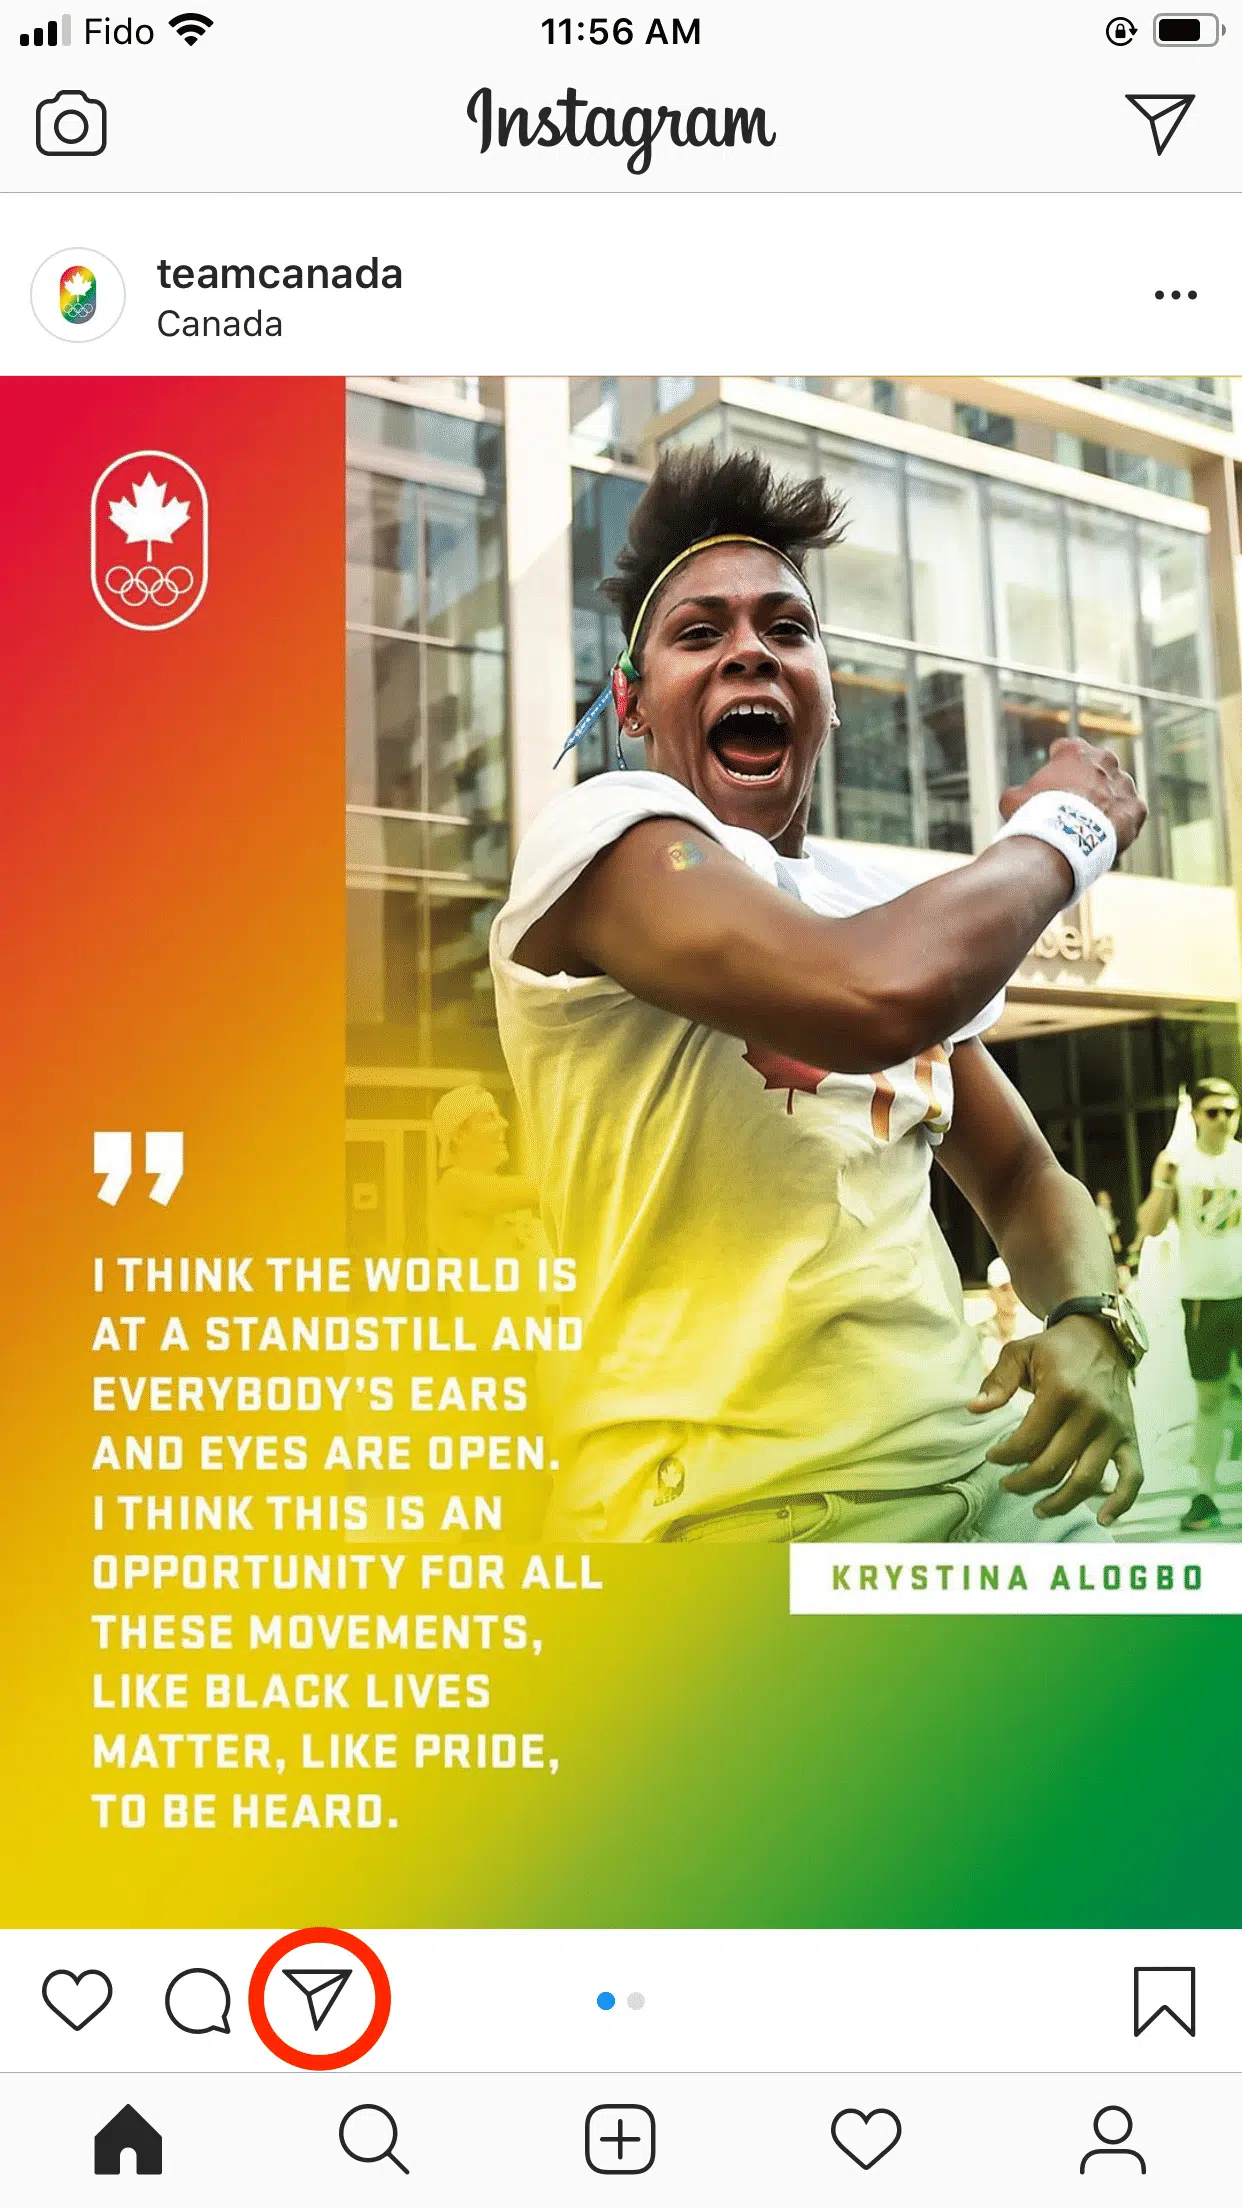 Fido
11:56 AM
Instagram
teamcanada
Canada
I THINK THE WORLD IS
AT A STANDSTILL AND
EVERYBODY'S EARS
AND EYES ARE OPEN.
I THINK THIS IS AN
OPPORTUNITY FOR ALL
THESE MOVEMENTS,
LIKE BLACK LIVES
MATTER, LIKE PRIDE,
TO BE HEARD.
KRYSTINA ALOGBO